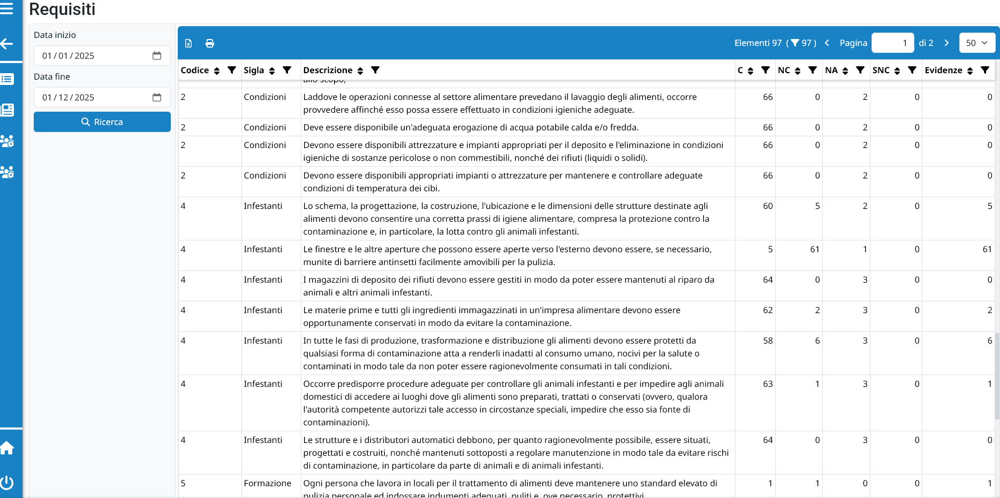 Requisiti
Data inizio
01/01/2025
Data fine
01/12/2025
Ricerca
Elementi 97 ( 97 ) Pagina 1 di 2 50
Codice Sigla Descrizione C NC NA SNC Evidenze
allo scopo;
2 Condizioni Laddove le operazioni connesse al settore alimentare prevedano il lavaggio degli alimenti, occorre 66 0 2 0 0
provvedere affinché esso possa essere effettuato in condizioni igieniche adeguate.
2 Condizioni Deve essere disponibile un'adeguata erogazione di acqua potabile calda e/o fredda. 66 0 2 0 0
2 Condizioni Devono essere disponibili attrezzature e impianti appropriati per il deposito e l'eliminazione in condizioni 66 0 2 0 0
igieniche di sostanze pericolose o non commestibili, nonché dei rifiuti (liquidi o solidi).
2 Condizioni Devono essere disponibili appropriati impianti o attrezzature per mantenere e controllare adeguate 66 0 2 0 0
condizioni di temperatura dei cibi.
4 Infestanti Lo schema, la progettazione, la costruzione, l'ubicazione e le dimensioni delle strutture destinate agli 60 5 2 0 5
alimenti devono consentire una corretta prassi di igiene alimentare, compresa la protezione contro la
contaminazione e, in particolare, la lotta contro gli animali infestanti.
4 Infestanti Le finestre e le altre aperture che possono essere aperte verso l'esterno devono essere, se necessario, 5 61 1 0 61
munite di barriere antinsetti facilmente amovibili per la pulizia.
4 Infestanti I magazzini di deposito dei rifiuti devono essere gestiti in modo da poter essere mantenuti al riparo da 64 0 3 0 0
animali e altri animali infestanti.
4 Infestanti Le materie prime e tutti gli ingredienti immagazzinati in un'impresa alimentare devono essere 62 2 3 0 2
opportunamente conservati in modo da evitare la contaminazione.
4 Infestanti In tutte le fasi di produzione, trasformazione e distribuzione gli alimenti devono essere protetti da 58 6 3 0 6
qualsiasi forma di contaminazione atta a renderli inadatti al consumo umano, nocivi per la salute o
contaminati in modo tale da non poter essere ragionevolmente consumati in tali condizioni.
4 Infestanti Occorre predisporre procedure adeguate per controllare gli animali infestanti e per impedire agli animali 63 1 3 0 1
domestici di accedere ai luoghi dove gli alimenti sono preparati, trattati o conservati (ovvero, qualora
l'autorità competente autorizzi tale accesso in circostanze speciali, impedire che esso sia fonte di
contaminazioni).
4 Infestanti Le strutture e i distributori automatici debbono, per quanto ragionevolmente possibile, essere situati, 64 0 3 0 0
progettati e costruiti, nonché mantenuti sottoposti a regolare manutenzione in modo tale da evitare rischi
di contaminazione, in particolare da parte di animali e di animali infestanti.
5 Formazione Ogni persona che lavora in locali per il trattamento di alimenti deve mantenere uno standard elevato di 1 1 0 0 1
pulizia personale ed indossare indumenti adeguati, puliti e, ove necessario, protettivi.